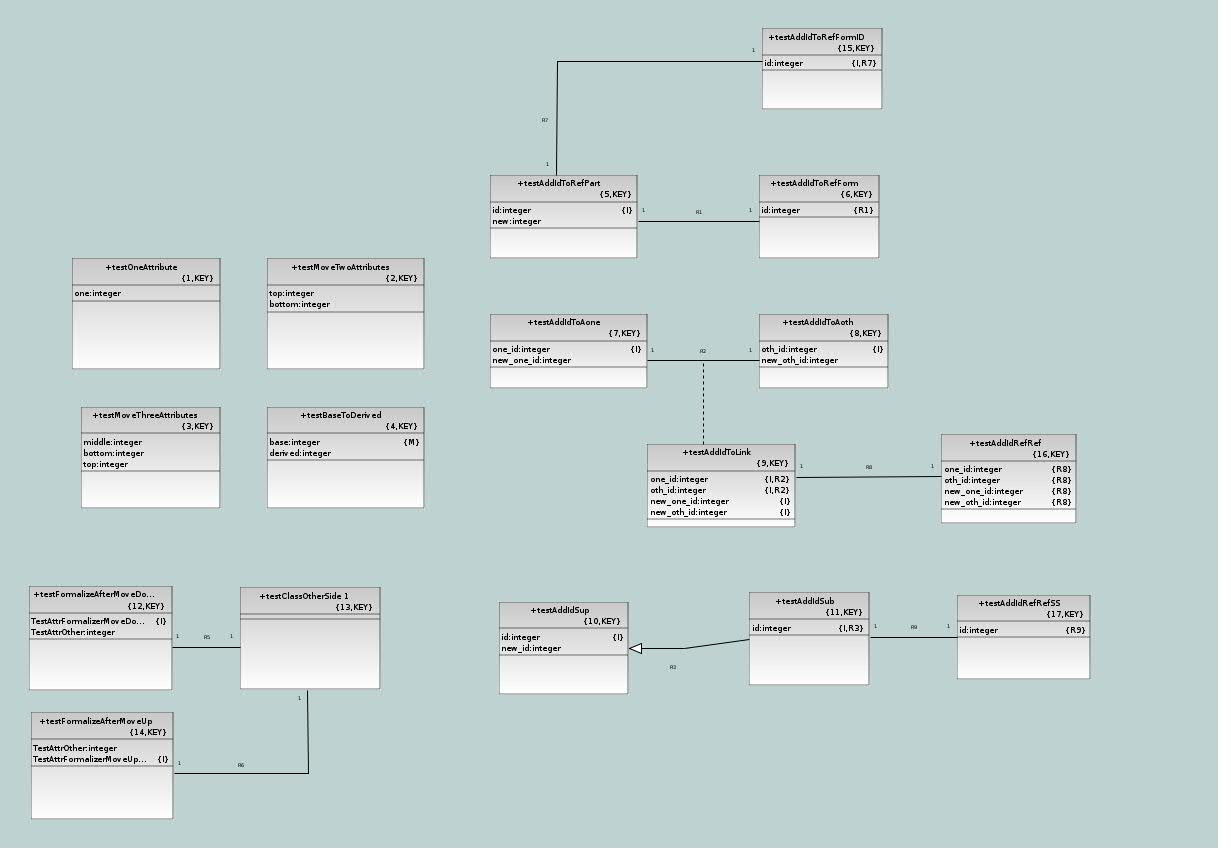 +testAddIdToRefFormID
{15,KEY}
id:integer {I,R7}
1
R7
1
+testAddIdToRefPart
{5,KEY}
id:integer {I}
new:integer
1 R1 1
+testAddIdToRefForm
{6,KEY}
id:integer {R1}
+testOneAttribute
{1,KEY}
one:integer
+testMoveTwoAttributes
{2,KEY}
top:integer
bottom:integer
+testAddIdToAone
{7,KEY}
one_id:integer {I}
new_one_id:integer
1 R2 1
+testAddIdToAoth
{8,KEY}
oth_id:integer {I}
new_oth_id:integer
+testMoveThreeAttributes
{3,KEY}
middle:integer
bottom:integer
top:integer
+testBaseToDerived
{4,KEY}
base:integer {M}
derived:integer
+testAddIdToLink
{9,KEY}
one_id:integer {I,R2}
oth_id:integer {I,R2}
new_one_id:integer {I}
new_oth_id:integer {I}
1 R8 1
+testAddIdRefRef
{16,KEY}
one_id:integer {R8}
oth_id:integer {R8}
new_one_id:integer {R8}
new_oth_id:integer {R8}
+testFormalizeAfterMoveDo...
{12,KEY}
TestAttrFormalizerMoveDo... {I}
TestAttrOther:integer
1 R5 1
+testClassOtherSide 1
{13,KEY}
1
+testAddIdSup
{10,KEY}
id:integer {I}
new_id:integer
R3
+testAddIdSub
{11,KEY}
id:integer {I,R3}
1 R9 1
+testAddIdRefRefSS
{17,KEY}
id:integer {R9}
+testFormalizeAfterMoveUp
{14,KEY}
TestAttrOther:integer
TestAttrFormalizerMoveUp... {I}
1 R6